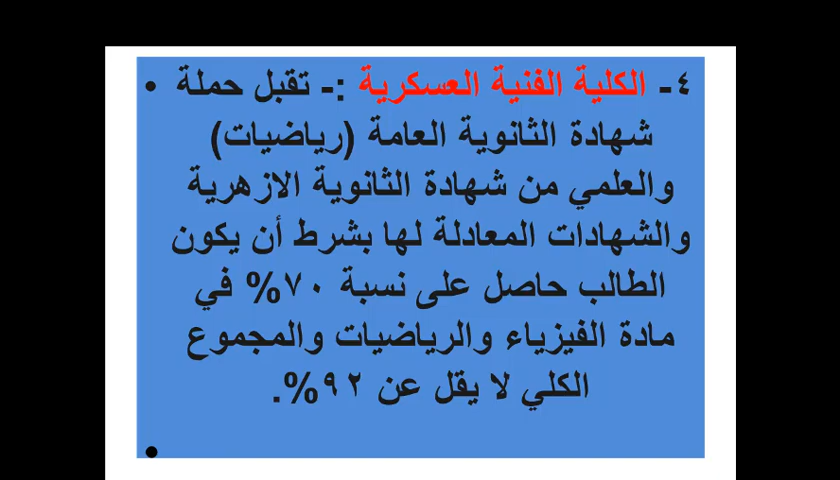 • ٤- الكلية الفنية العسكرية :- تقبل حملة
شهادة الثانوية العامة (رياضيات)
والعلمي من شهادة الثانوية الازهرية
والشهادات المعادلة لها بشرط أن يكون
الطالب حاصل على نسبة ٧٠% في
مادة الفيزياء والرياضيات والمجموع
الكلي لا يقل عن ٩٢%.
•